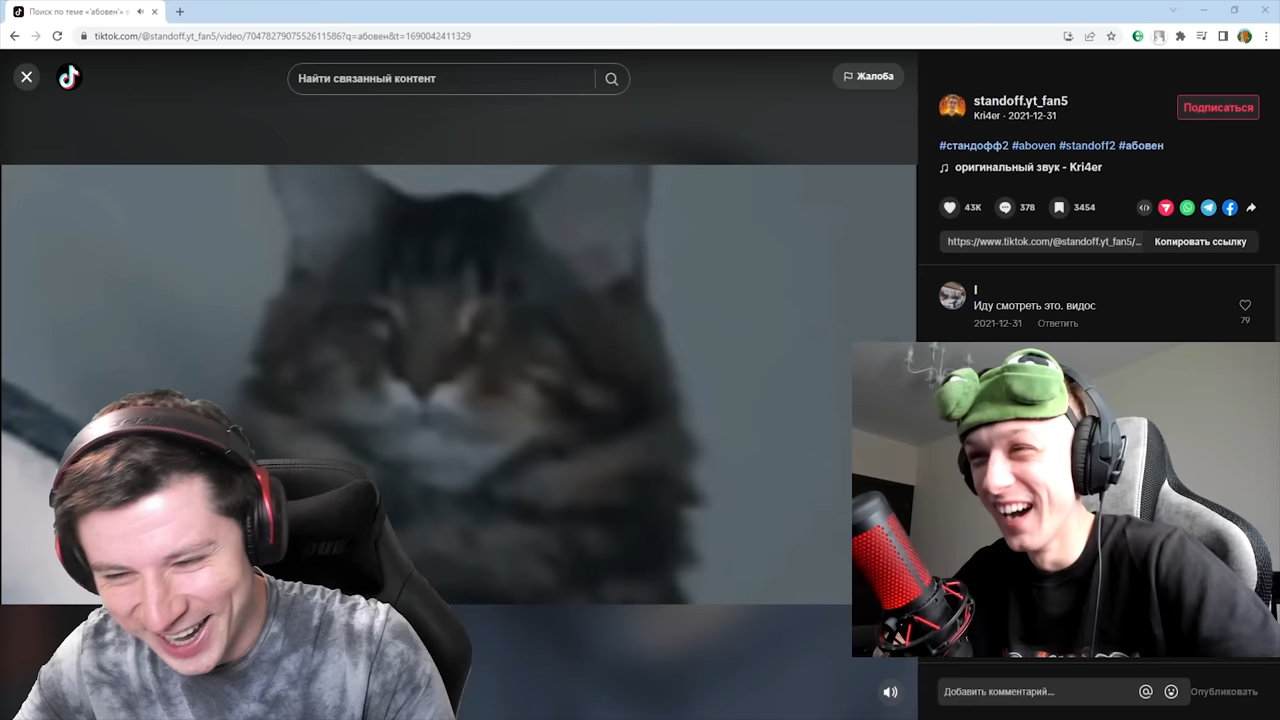 Поиск по теме «'абовен'» в
tiktok.com/@standoff.yt_fan5/video/7047827907552611586?q=абовен&t=1690042411329
Найти связанный контент
Жалоба
standoff.yt_fan5
Kri4er · 2021-12-31
Подписаться
#стандофф2 #aboven #standoff2 #абовен
оригинальный звук - Kri4er
43K
378
3454
https://www.tiktok.com/@standoff.yt_fan5/...
Копировать ссылку
I
Иду смотреть это. видос
2021-12-31 Ответить
79
Добавить комментарий...
Опубликовать